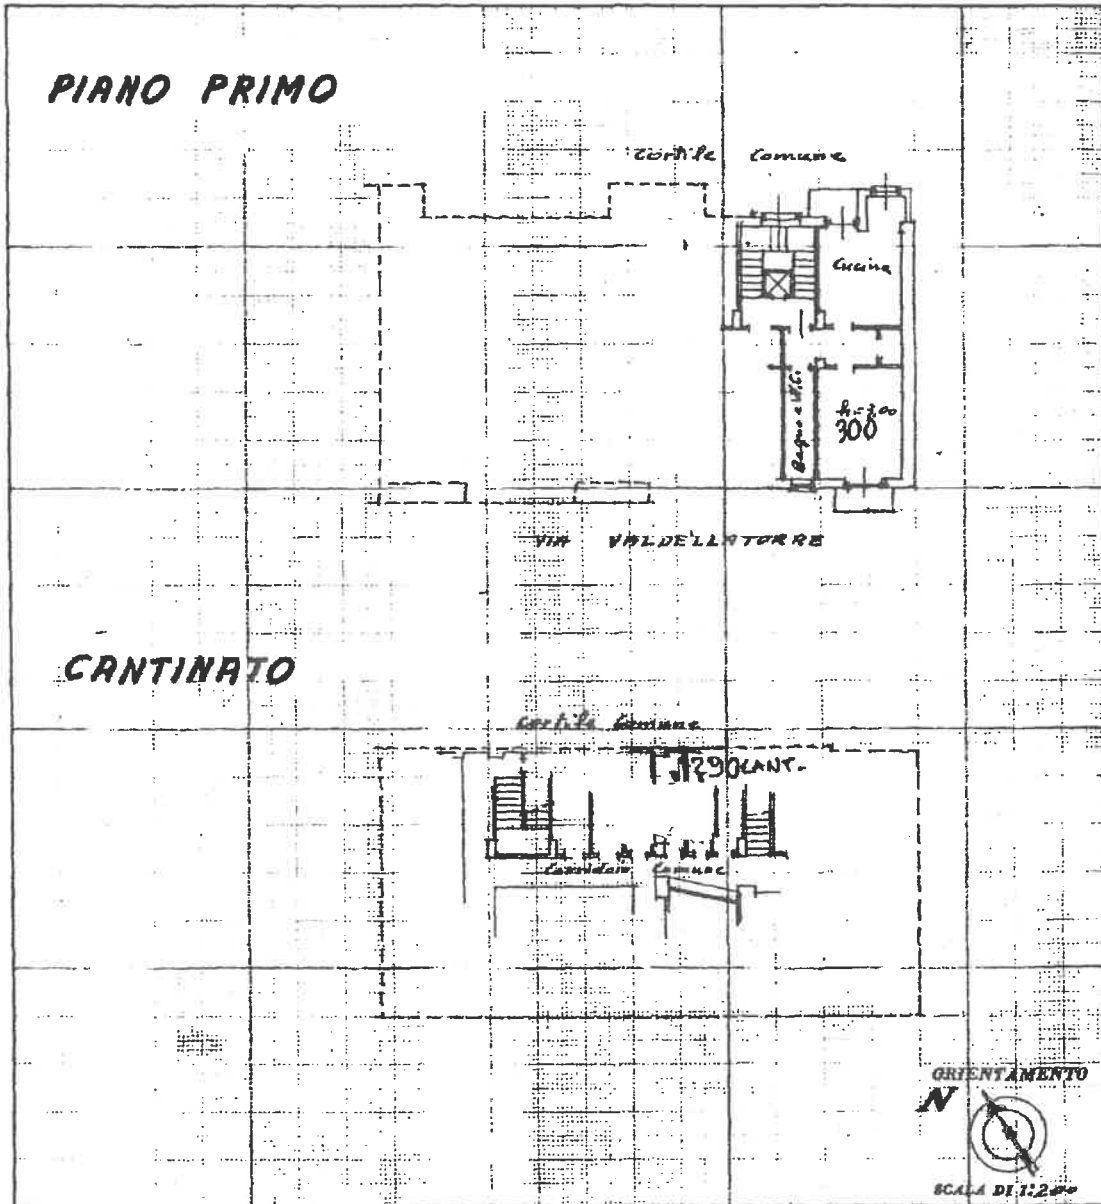 PIANO PRIMO
Cortile Comune
Cucina
Bagno e W.C.
h=3,00
300
VIA VALDELLATORRE
CANTINATO
Cortile Comune
290 CANT.
Corridoio Comune
ORIENTAMENTO
N
SCALA DI 1:200